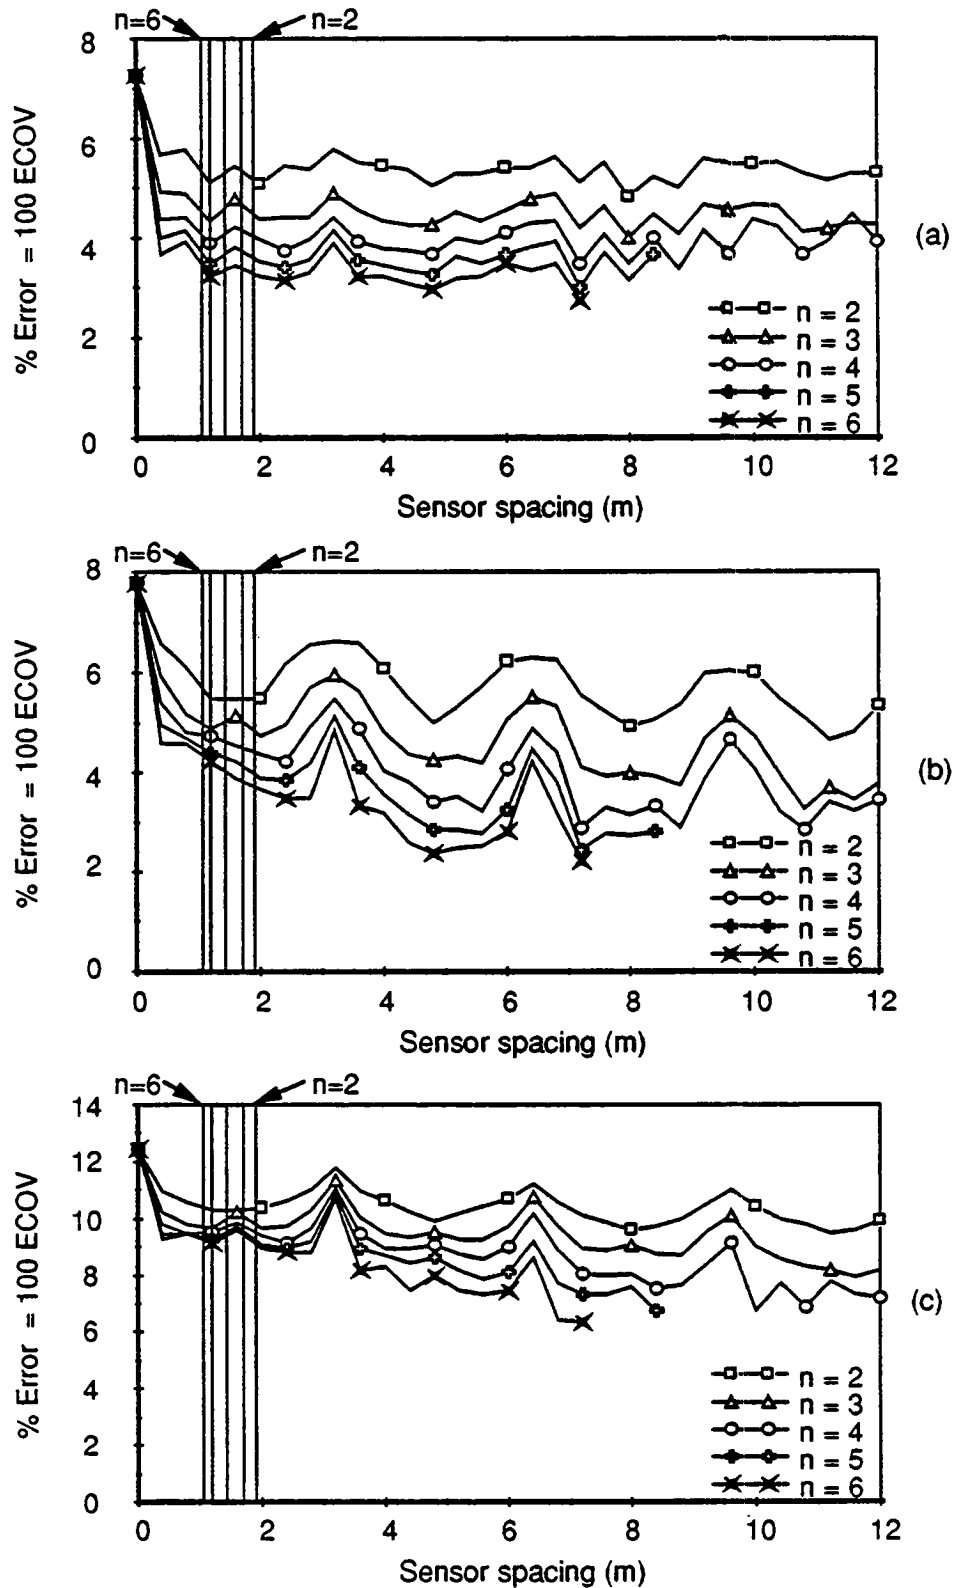 n=6 n=2
8
6
4
2
0
% Error = 100 ECOV
0 2 4 6 8 10 12
Sensor spacing (m)
n = 2
n = 3
n = 4
n = 5
n = 6
(a)
n=6 n=2
8
6
4
2
0
% Error = 100 ECOV
0 2 4 6 8 10 12
Sensor spacing (m)
n = 2
n = 3
n = 4
n = 5
n = 6
(b)
n=6 n=2
14
12
10
8
6
4
2
0
% Error = 100 ECOV
0 2 4 6 8 10 12
Sensor spacing (m)
n = 2
n = 3
n = 4
n = 5
n = 6
(c)